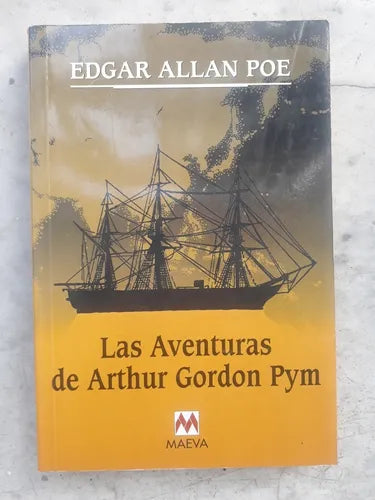 EDGAR ALLAN POE
Las Aventuras
de Arthur Gordon Pym
MAEVA